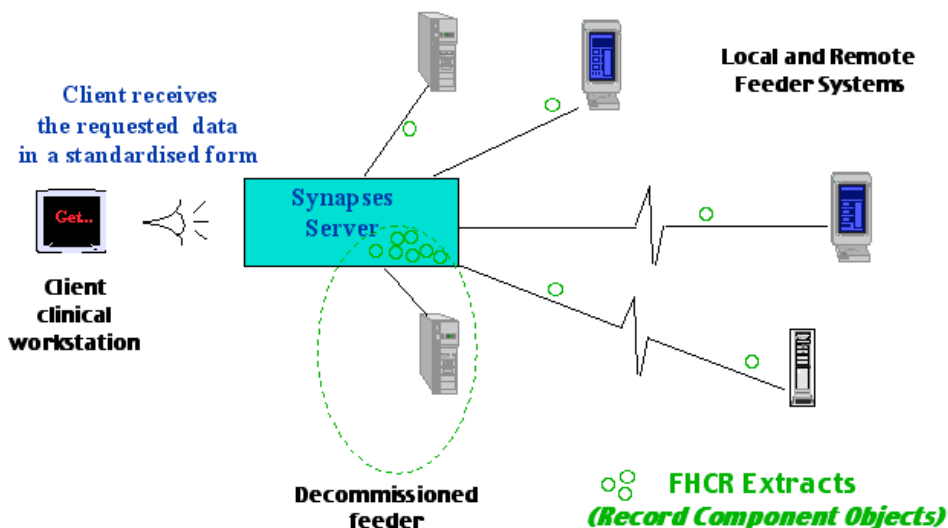 Local and Remote
Feeder Systems
Client receives
the requested data
in a standardised form
Synapses
Server
Get..
Client
clinical
workstation
Decommissioned
feeder
FHCR Extracts
(Record Component Objects)